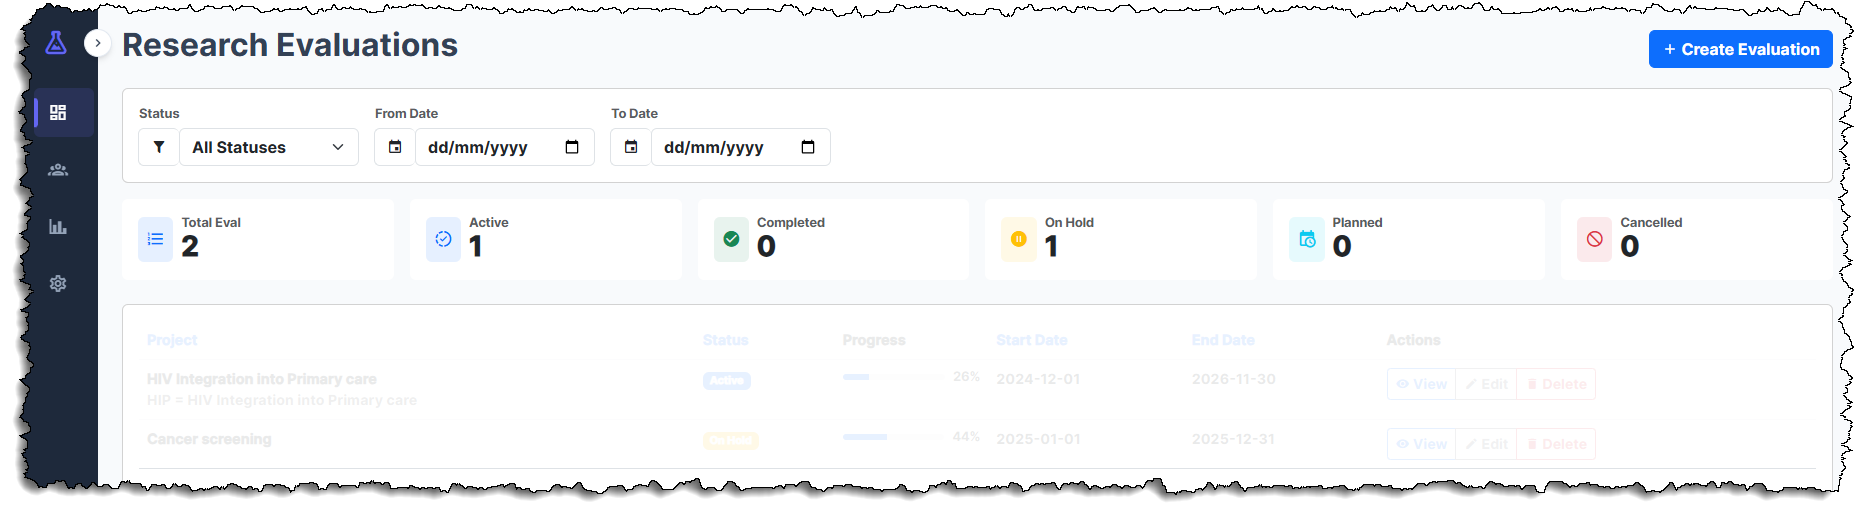 Research Evaluations
+ Create Evaluation
Status
From Date
To Date
All Statuses
dd/mm/yyyy
dd/mm/yyyy
Total Eval
2
Active
1
Completed
0
On Hold
1
Planned
0
Cancelled
0
Project Status Progress Start Date End Date Actions
HIV Integration into Primary care Active 26% 2024-12-01 2026-11-30 View Edit Delete
HIP = HIV Integration into Primary care
Cancer screening On Hold 44% 2025-01-01 2025-12-31 View Edit Delete